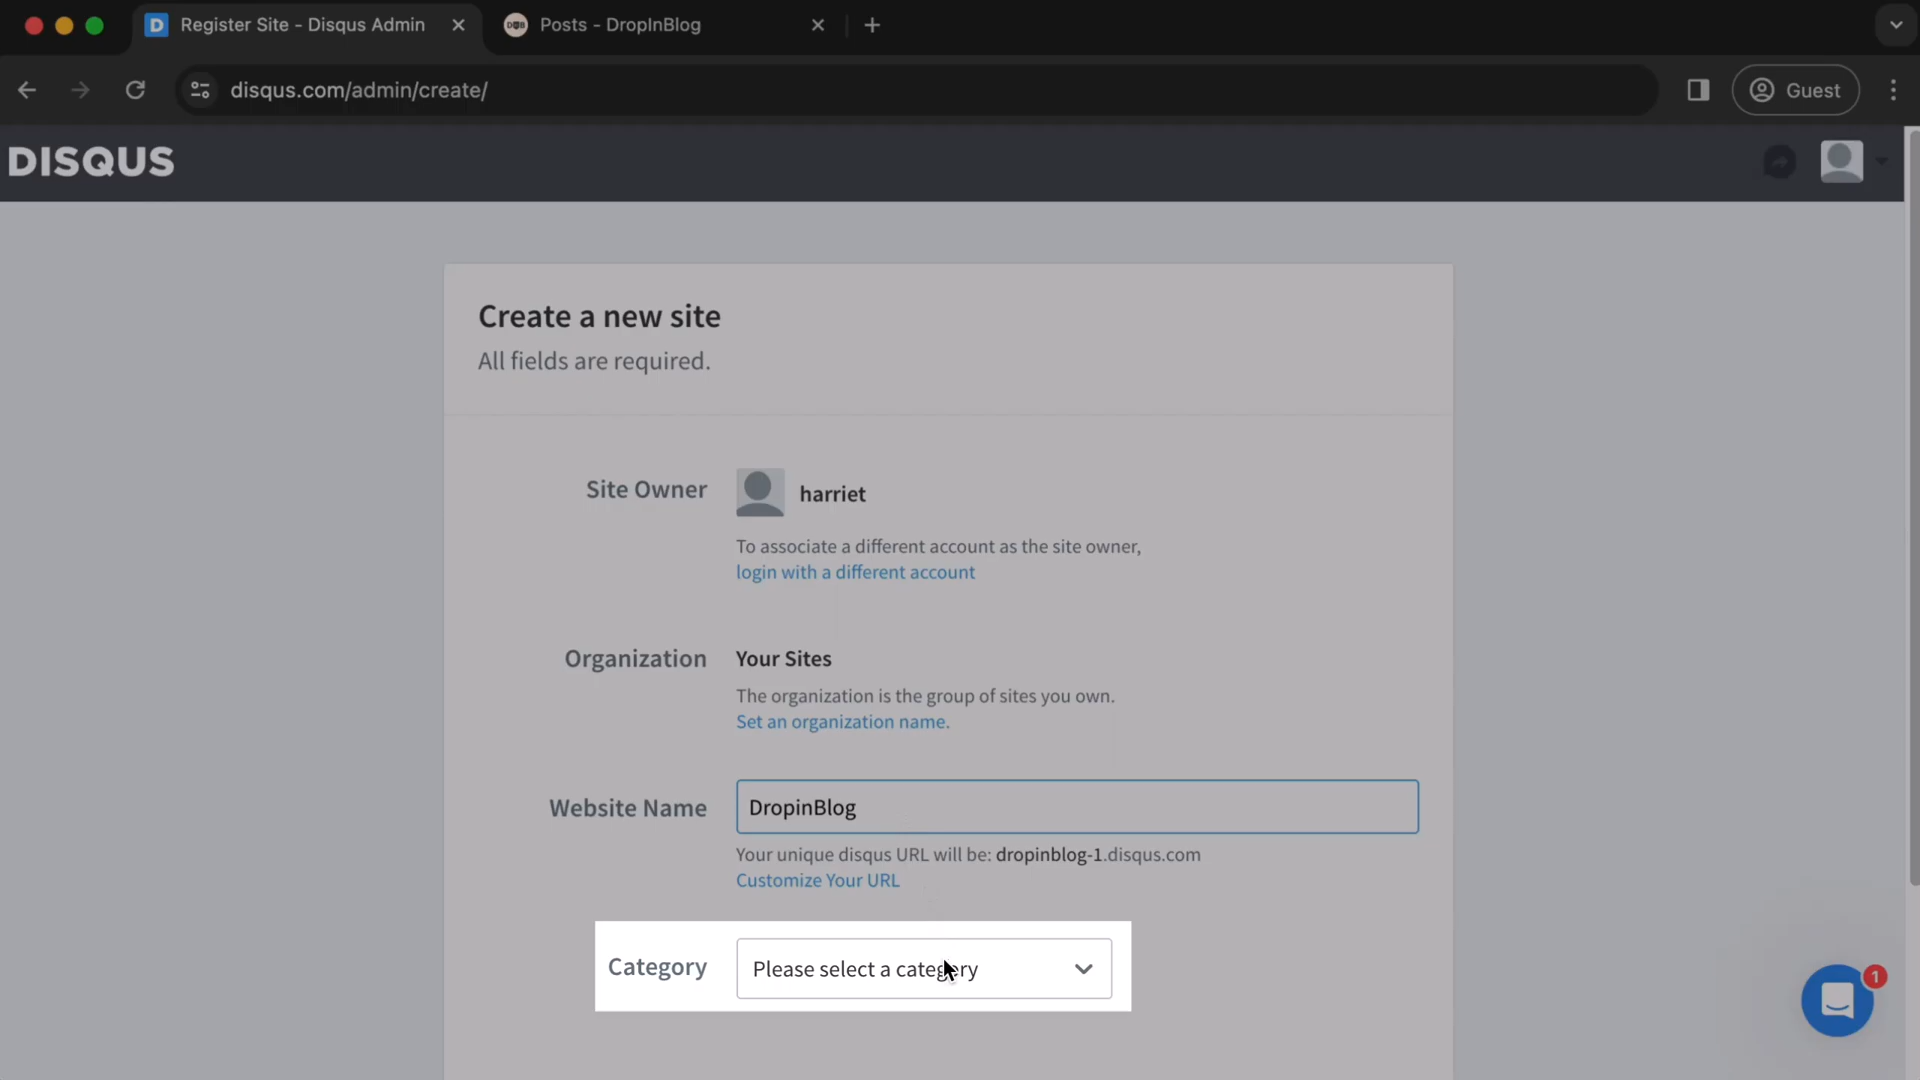 Register Site - Disqus Admin
DOB
Posts - DropInBlog
disqus.com/admin/create/
Guest
DISQUS
Create a new site
All fields are required.
Site Owner
harriet
To associate a different account as the site owner,
login with a different account
Organization
Your Sites
The organization is the group of sites you own.
Set an organization name.
Website Name
DropinBlog
Your unique disqus URL will be: dropinblog-1.disqus.com
Customize Your URL
Category
Please select a category
1